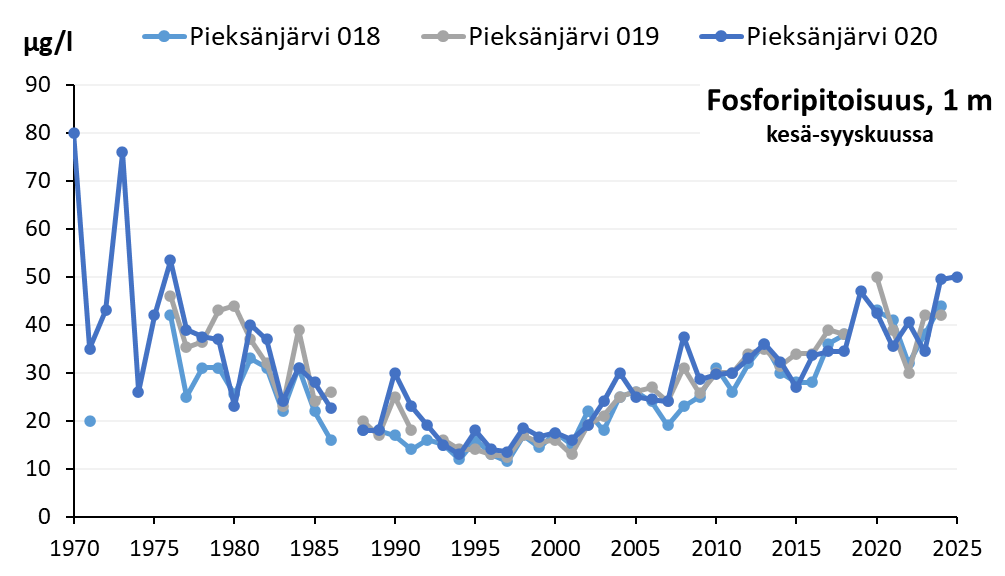 µg/l
Pieksänjärvi 018 Pieksänjärvi 019 Pieksänjärvi 020
Fosforipitoisuus, 1 m
kesä-syyskuussa
90
80
70
60
50
40
30
20
10
0
1970 1975 1980 1985 1990 1995 2000 2005 2010 2015 2020 2025